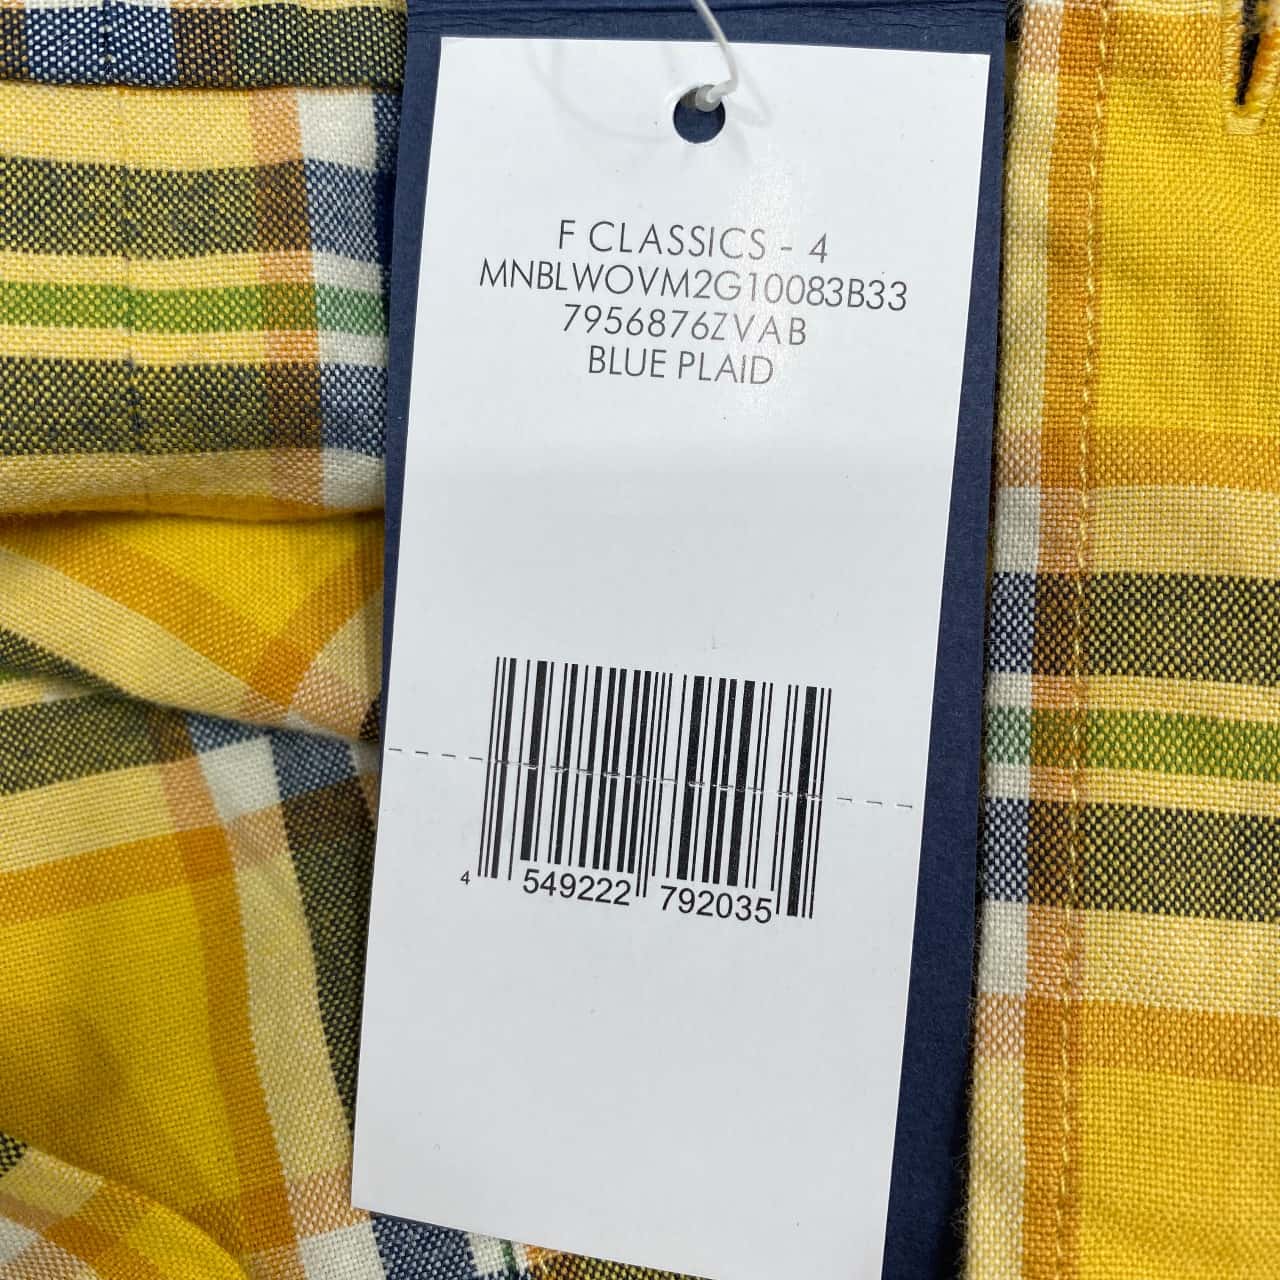 F CLASSICS - 4
MNBLWOVM2G10083B33
7956876ZVAB
BLUE PLAID
4 549222 792035